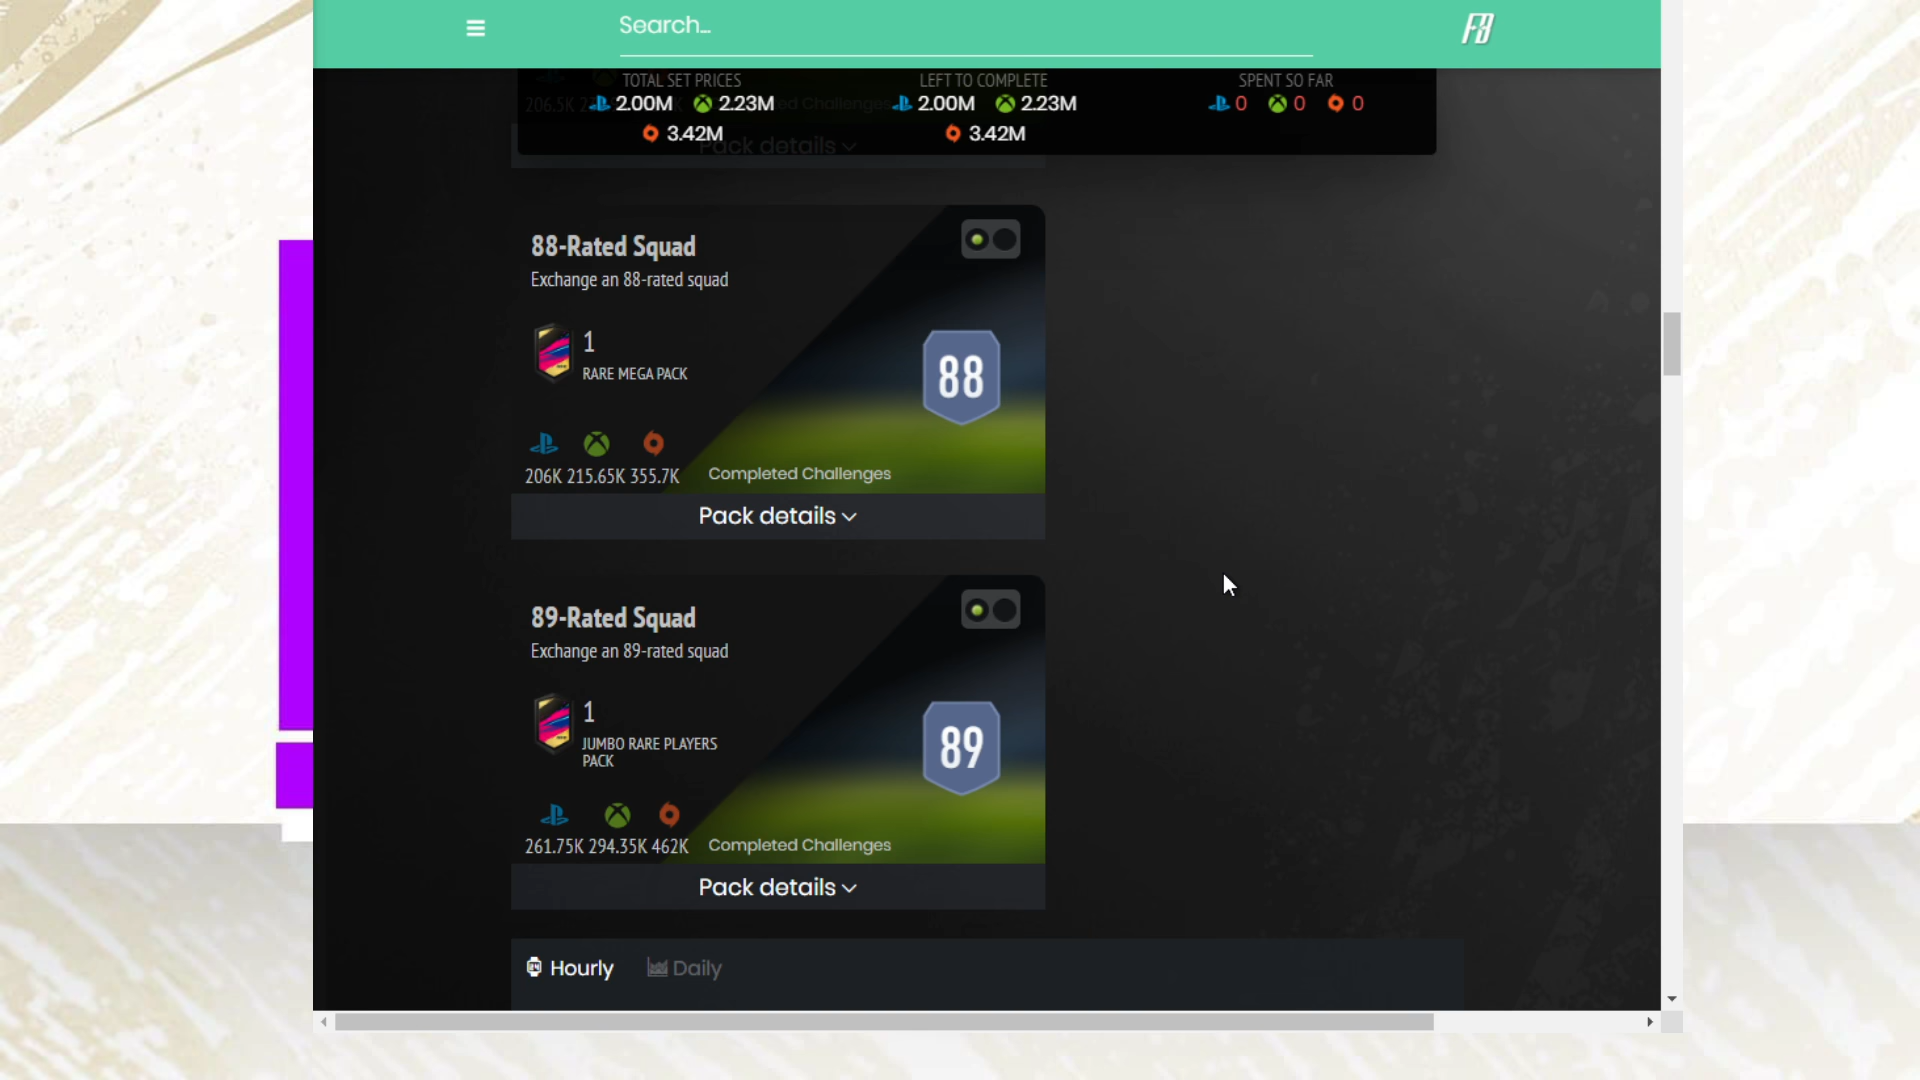 Search...
FB
TOTAL SET PRICES LEFT TO COMPLETE SPENT SO FAR
2.00M 2.23M 2.00M 2.23M 0 0 0
3.42M 3.42M
Pack details
88-Rated Squad
Exchange an 88-rated squad
1
RARE MEGA PACK
88
206K 215.65K 355.7K Completed Challenges
Pack details
89-Rated Squad
Exchange an 89-rated squad
1
JUMBO RARE PLAYERS
PACK
89
261.75K 294.35K 462K Completed Challenges
Pack details
Hourly Daily